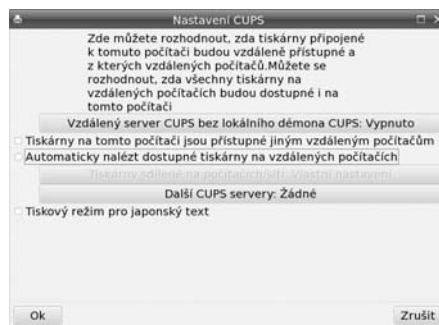 Nastavení CUPS
Zde můžete rozhodnout, zda tiskárny připojené
k tomuto počítači budou vzdáleně přístupné a
z kterých vzdálených počítačů.Můžete se
rozhodnout, zda všechny tiskárny na
vzdálených počítačích budou dostupné i na
tomto počítači
Vzdálený server CUPS bez lokálního démona CUPS: Vypnuto
Tiskárny na tomto počítači jsou přístupné jiným vzdáleným počítačům
Automaticky nalézt dostupné tiskárny na vzdálených počítačích
Tiskárny sdílené na počítačích/síti: Vlastní nastavení
Další CUPS servery: Žádné
Tiskový režim pro japonský text
Ok
Zrušit